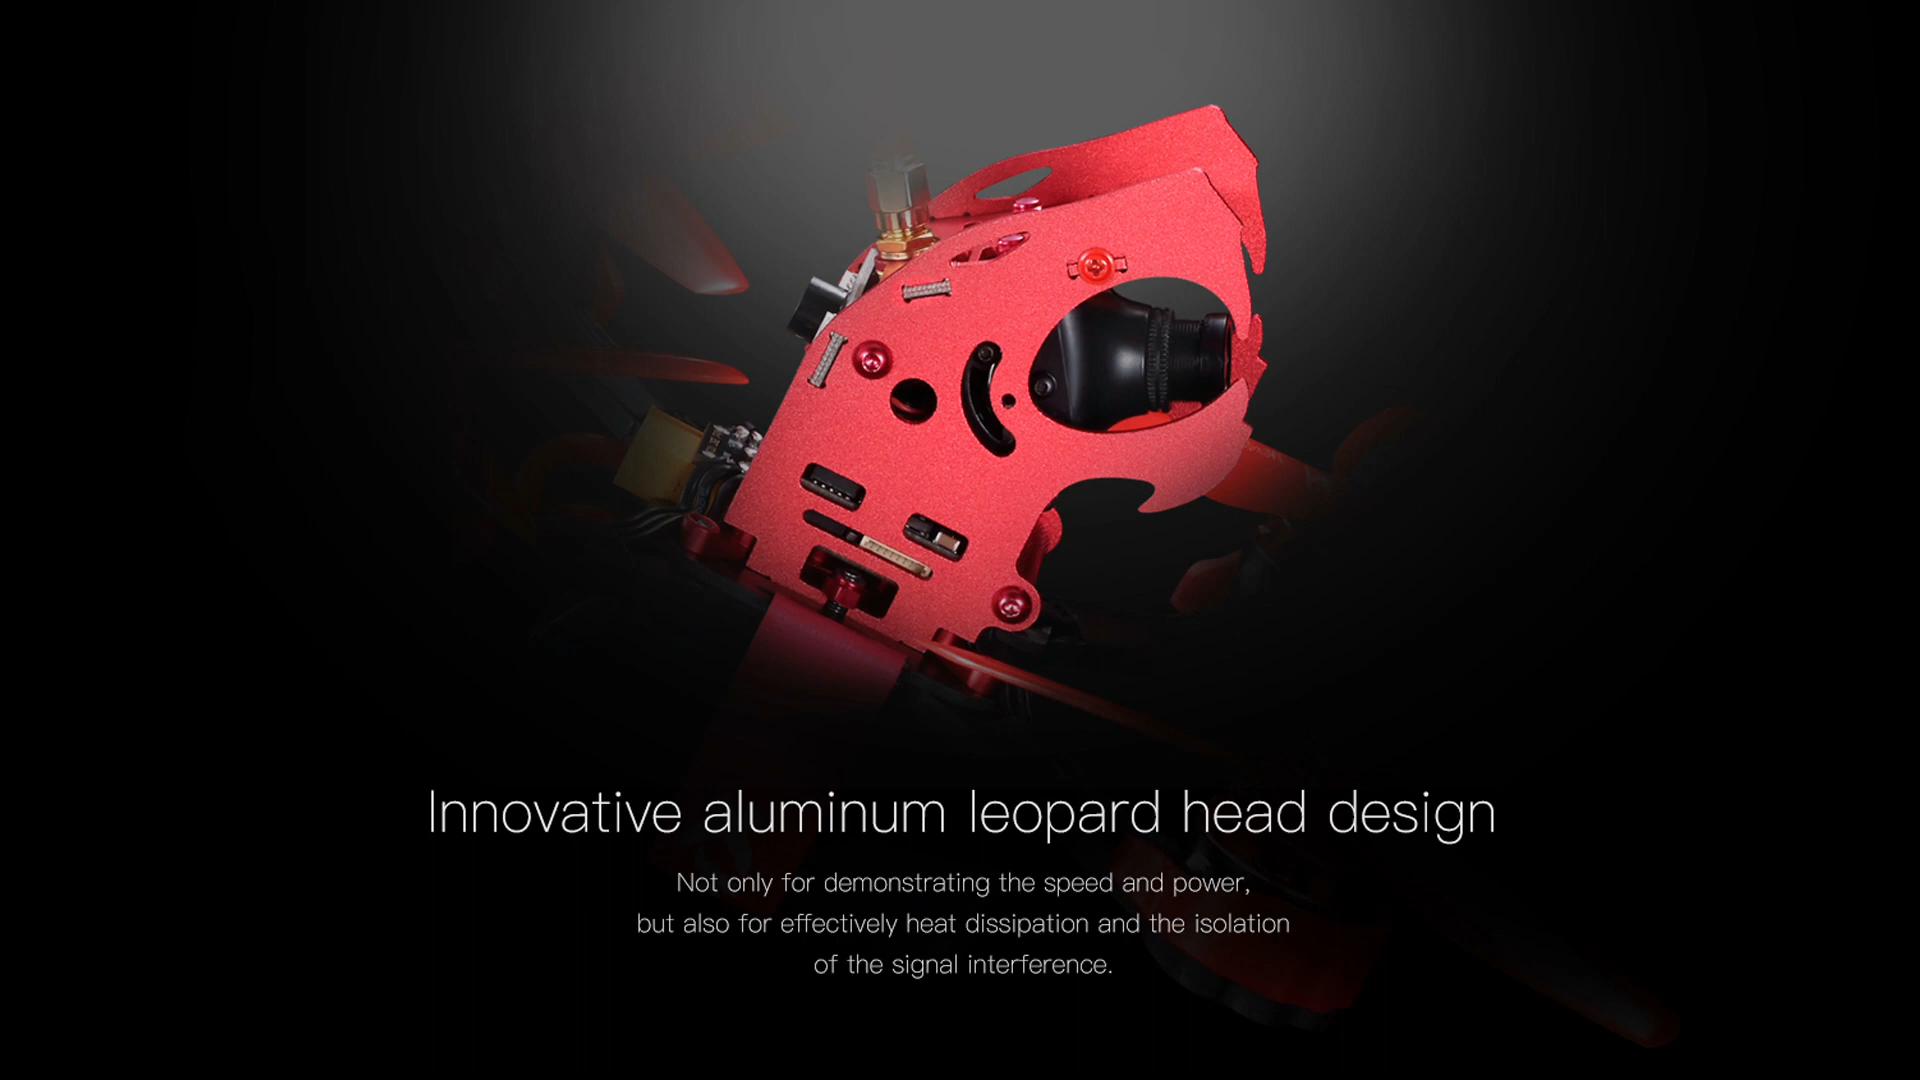 Innovative aluminum leopard head design
Not only for demonstrating the speed and power,
but also for effectively heat dissipation and the isolation
of the signal interference.